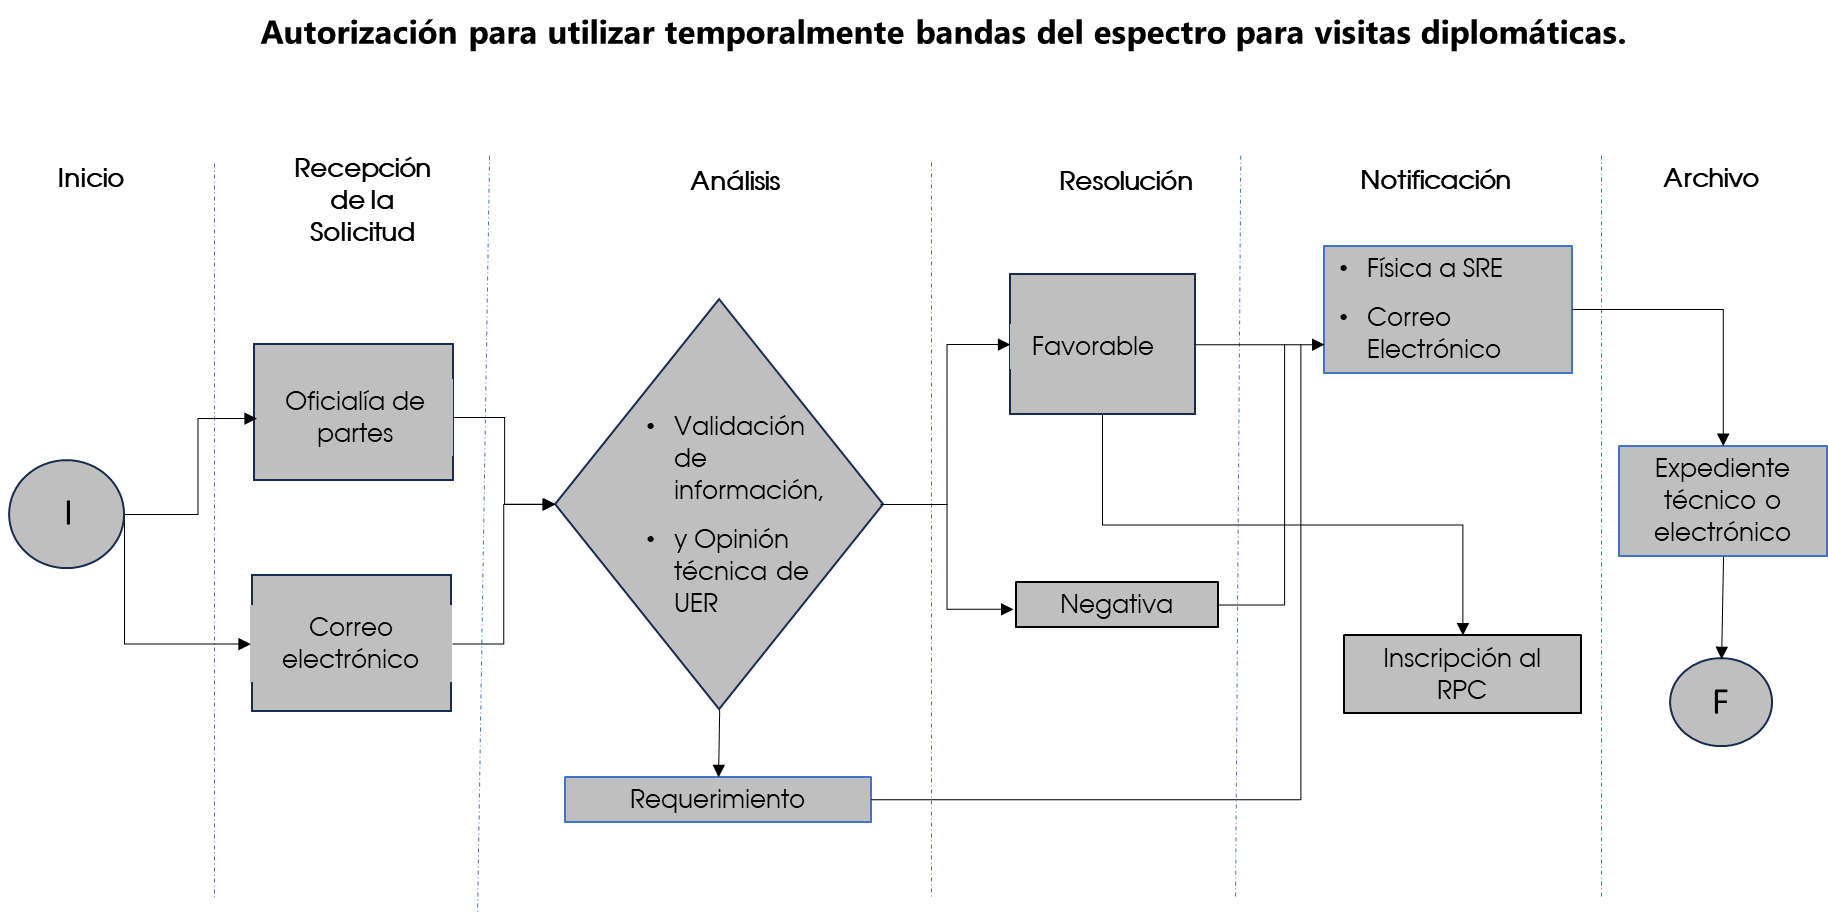 Autorización para utilizar temporalmente bandas del espectro para visitas diplomáticas.
Inicio
Recepción
de la
Solicitud
Análisis
Resolución
Notificación
Archivo
I
Oficialía de
partes
Correo
electrónico
• Validación
de
información,
• y Opinión
técnica de
UER
Requerimiento
Favorable
Negativa
• Física a SRE
• Correo
Electrónico
Inscripción al
RPC
Expediente
técnico o
electrónico
F